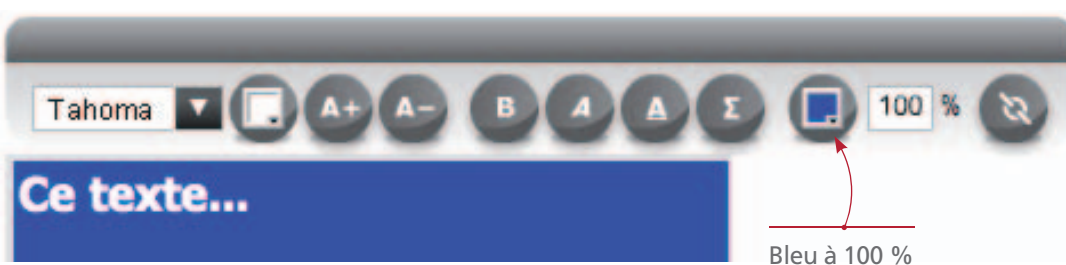 Tahoma A+ A− B A A Σ 100 %
Ce texte...
Bleu à 100 %